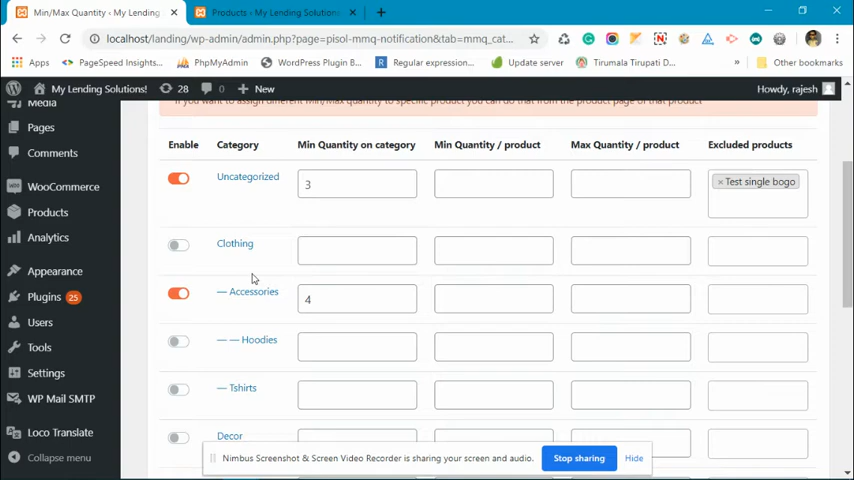 Min/Max Quantity ‹ My Lending
Products ‹ My Lending Solutions
localhost/landing/wp-admin/admin.php?page=pisol-mmq-notification&tab=mmq_cat...
Apps PageSpeed Insights... PhpMyAdmin WordPress Plugin B... Regular expression... Update server Tirumala Tirupati D... » Other bookmarks
My Lending Solutions! 28 0 New Howdy, rajesh
Media
Pages
Comments
WooCommerce
Products
Analytics
Appearance
Plugins 25
Users
Tools
Settings
WP Mail SMTP
Loco Translate
Collapse menu
If you want to assign different Min/Max quantity to specific product you can do that from the product page of that product
Enable Category Min Quantity on category Min Quantity / product Max Quantity / product Excluded products
Uncategorized 3 × Test single bogo
Clothing
— Accessories 4
— — Hoodies
— Tshirts
Decor
Nimbus Screenshot & Screen Video Recorder is sharing your screen and audio. Stop sharing Hide